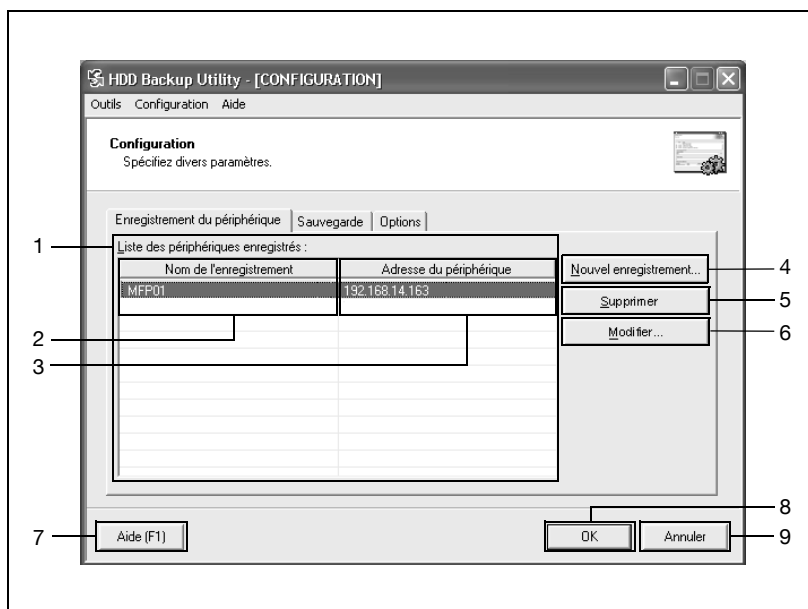 HDD Backup Utility - [CONFIGURATION]
Outils Configuration Aide
Configuration
Spécifiez divers paramètres.
Enregistrement du périphérique Sauvegarde Options
1
Liste des périphériques enregistrés :
Nom de l'enregistrement Adresse du périphérique
MFP01 192.168.14.163
Nouvel enregistrement... 4
Supprimer 5
Modifier... 6
2
3
8
7 Aide (F1) OK Annuler 9